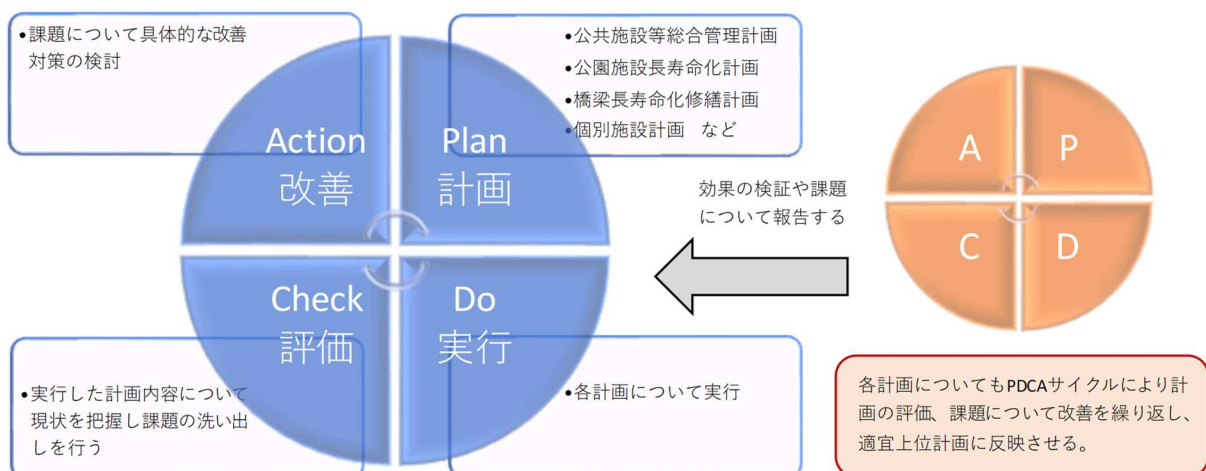 •課題について具体的な改善
対策の検討
•公共施設等総合管理計画
•公園施設長寿命化計画
•橋梁長寿命化修繕計画
•個別施設計画　など
Action
改善
Plan
計画
Check
評価
Do
実行
•実行した計画内容について
現状を把握し課題の洗い出
しを行う
•各計画について実行
効果の検証や課題
について報告する
A
P
C
D
各計画についてもPDCAサイクルにより計
画の評価、課題について改善を繰り返し、
適宜上位計画に反映させる。